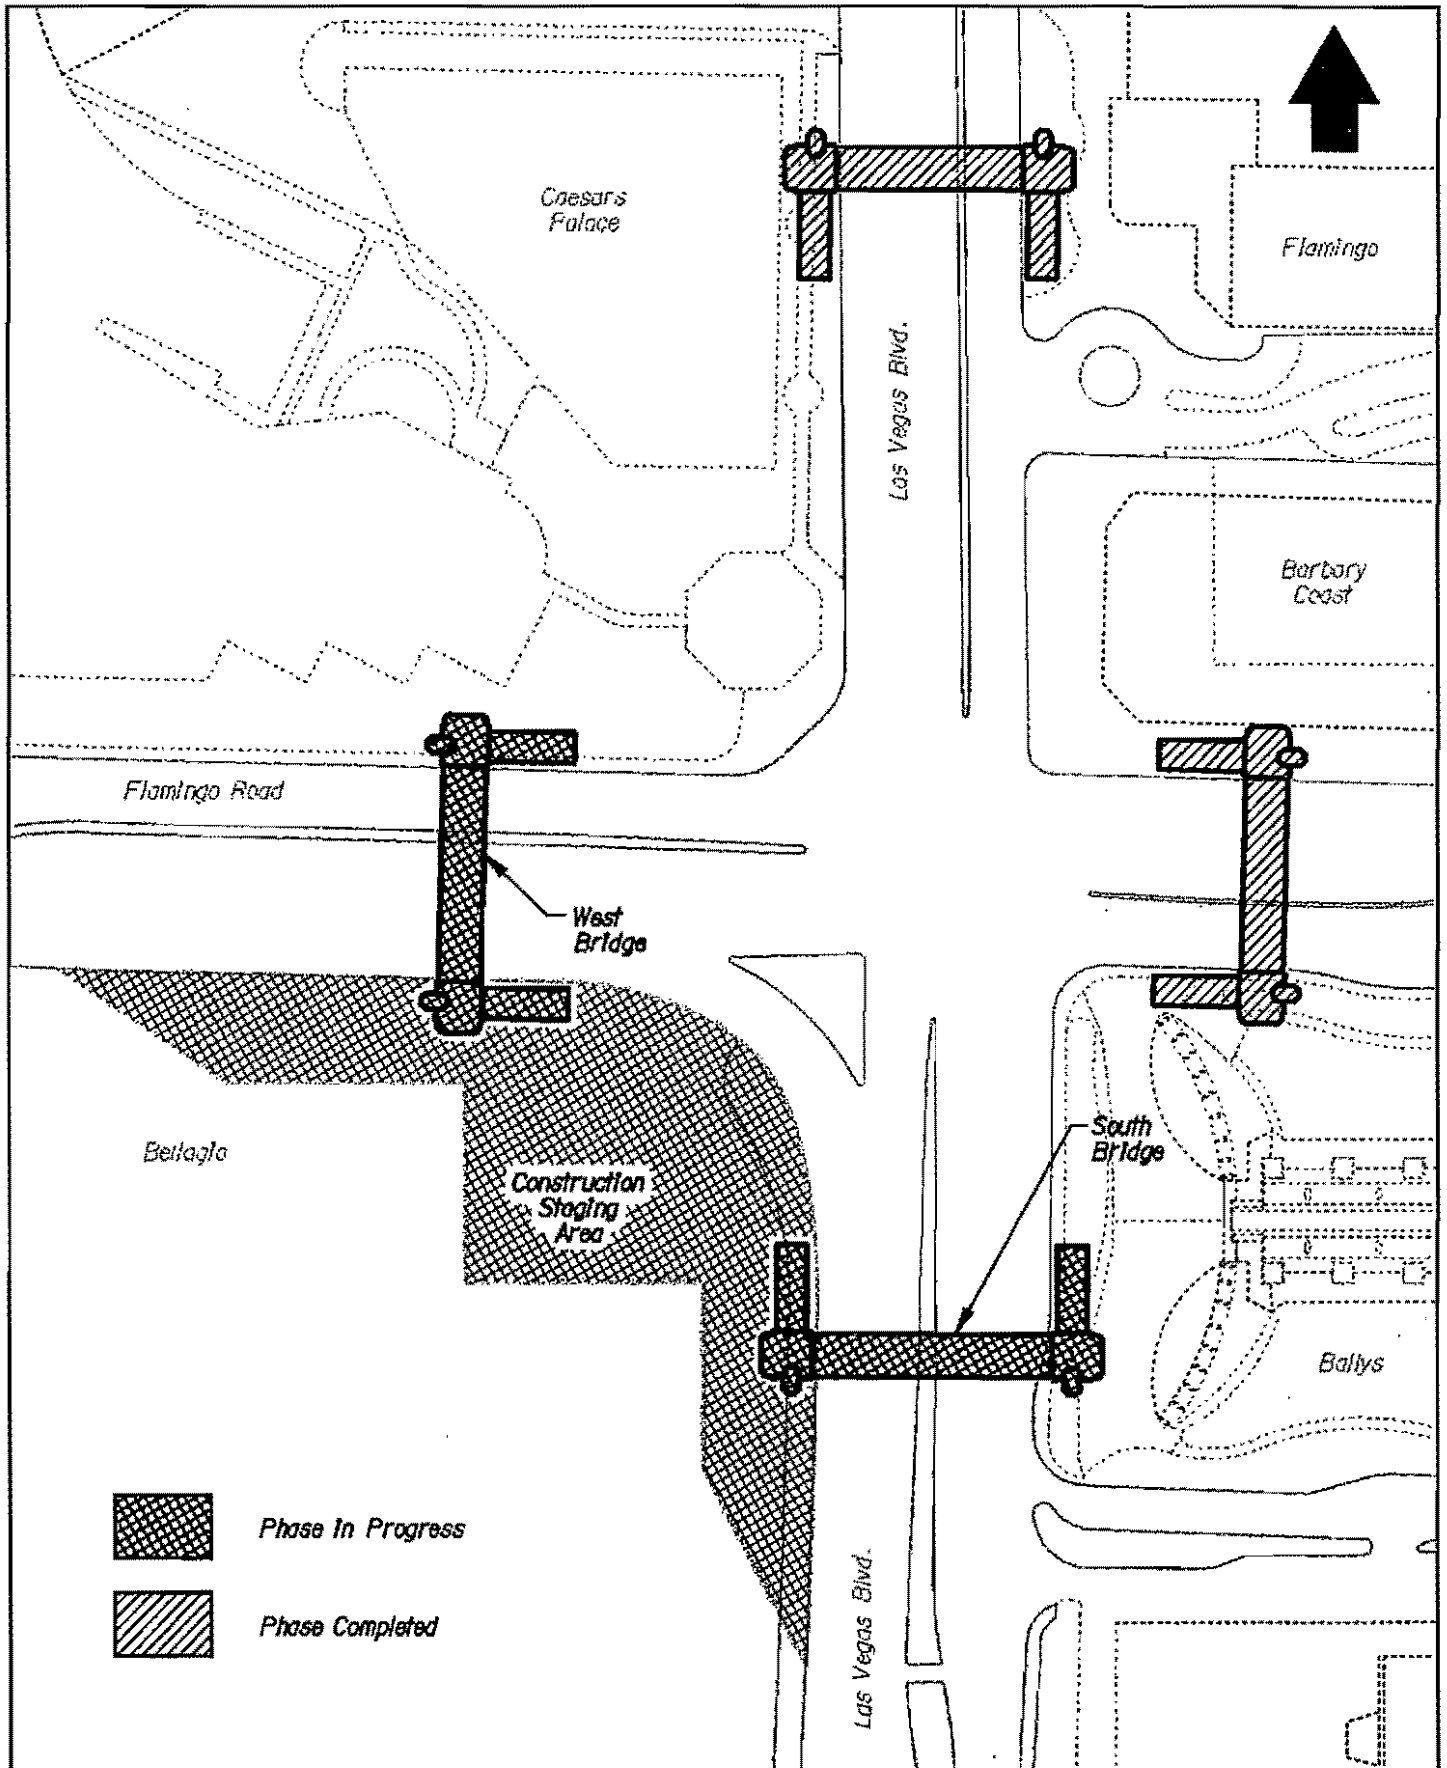 Caesars
Palace
Flamingo
Las Vegas Blvd.
Barbary
Coast
Flamingo Road
West
Bridge
South
Bridge
Bellagio
Construction
Staging
Area
Ballys
Phase In Progress
Phase Completed
Las Vegas Blvd.